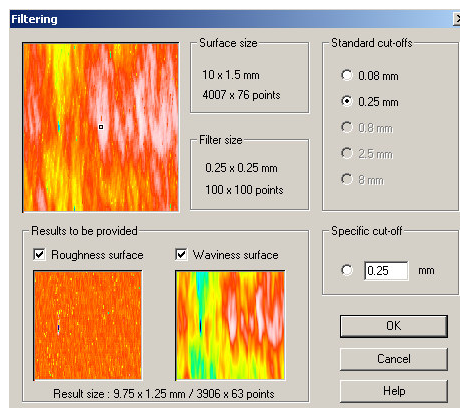 Filtering
Surface size
10 x 1.5 mm
4007 x 76 points
Filter size
0.25 x 0.25 mm
100 x 100 points
Standard cut-offs
0.08 mm
0.25 mm
0.8 mm
2.5 mm
8 mm
Results to be provided
Roughness surface
Waviness surface
Result size : 9.75 x 1.25 mm / 3906 x 63 points
Specific cut-off
0.25 mm
OK
Cancel
Help